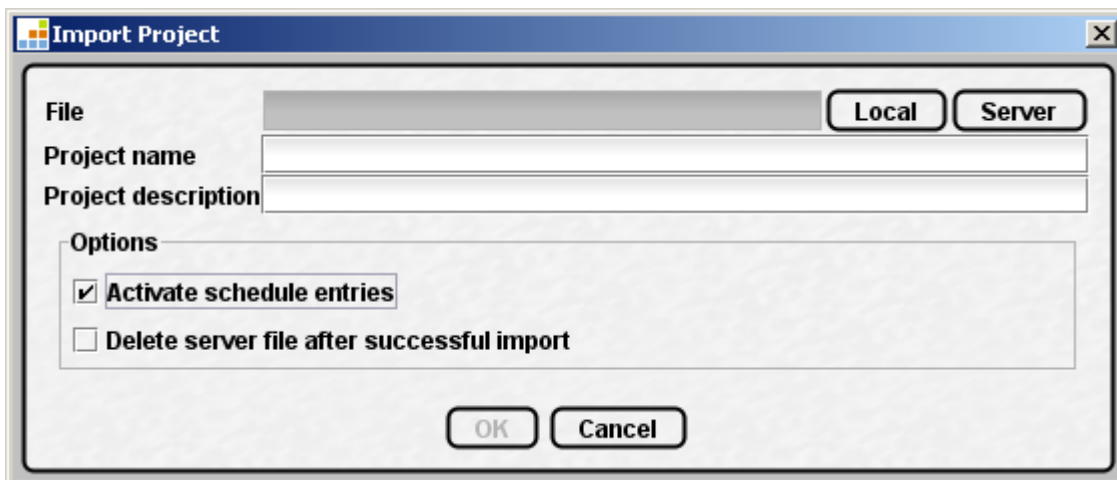 Import Project
File Local Server
Project name
Project description
Options
Activate schedule entries
Delete server file after successful import
OK Cancel